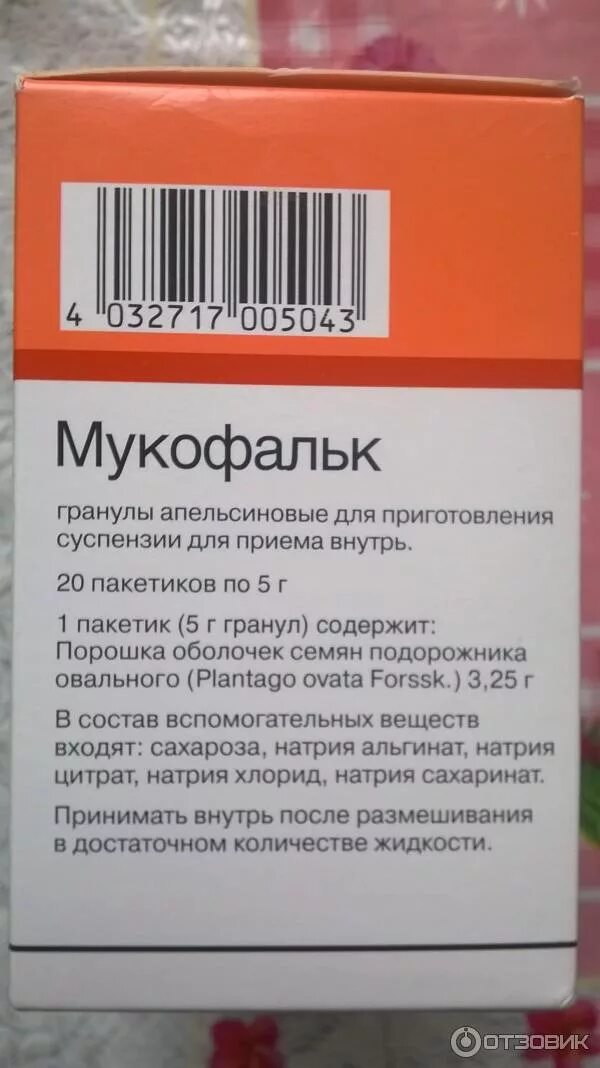 4 032717 005043
Мукофальк
гранулы апельсиновые для приготовления
суспензии для приема внутрь.
20 пакетиков по 5 г
1 пакетик (5 г гранул) содержит:
Порошка оболочек семян подорожника
овального (Plantago ovata Forssk.) 3,25 г
В состав вспомогательных веществ
входят: сахароза, натрия альгинат, натрия
цитрат, натрия хлорид, натрия сахаринат.
Принимать внутрь после размешивания
в достаточном количестве жидкости.
ОТЗОВИК